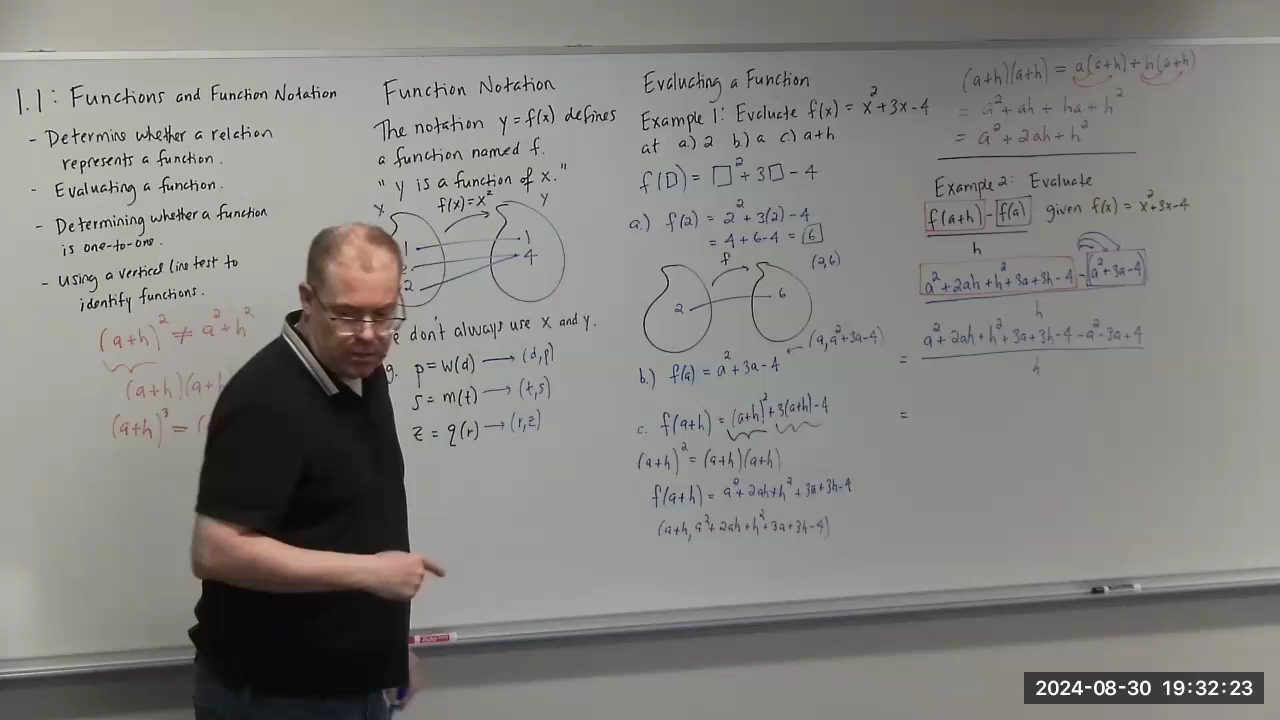 1.1: Functions and Function Notation
- Determine whether a relation
represents a function.
- Evaluating a function.
- Determining whether a function
is one-to-one.
- Using a vertical line test to
identify functions.
(a+h)² ≠ a² + h²
(a+h)(a+h)
(a+h)³ = (
Function Notation
The notation y = f(x) defines
a function named f.
"y is a function of x."
f(x) = x²
x
y
1
1
4
2
don't always use x and y.
p = W(d) → (d,p)
s = m(t) → (t,s)
z = q(r) → (r,z)
Evaluating a Function
Example 1: Evaluate f(x) = x² + 3x - 4
at a.) 2 b.) a c.) a+h
f(□) = □² + 3□ - 4
a.) f(2) = 2² + 3(2) - 4
= 4 + 6 - 4 = 6
(2,6)
f
2
6
(a, a²+3a-4)
b.) f(a) = a² + 3a - 4
c. f(a+h) = (a+h)² + 3(a+h) - 4
(a+h)² = (a+h)(a+h)
f(a+h) = a² + 2ah + h² + 3a + 3h - 4
(a+h, a² + 2ah + h² + 3a + 3h - 4)
(a+h)(a+h) = a(a+h) + h(a+h)
= a² + ah + ha + h²
= a² + 2ah + h²
Example 2: Evaluate
f(a+h) - f(a) given f(x) = x² + 3x - 4
h
a² + 2ah + h² + 3a + 3h - 4 - (a² + 3a - 4)
h
= a² + 2ah + h² + 3a + 3h - 4 - a² - 3a + 4
h
=
2024-08-30 19:32:23